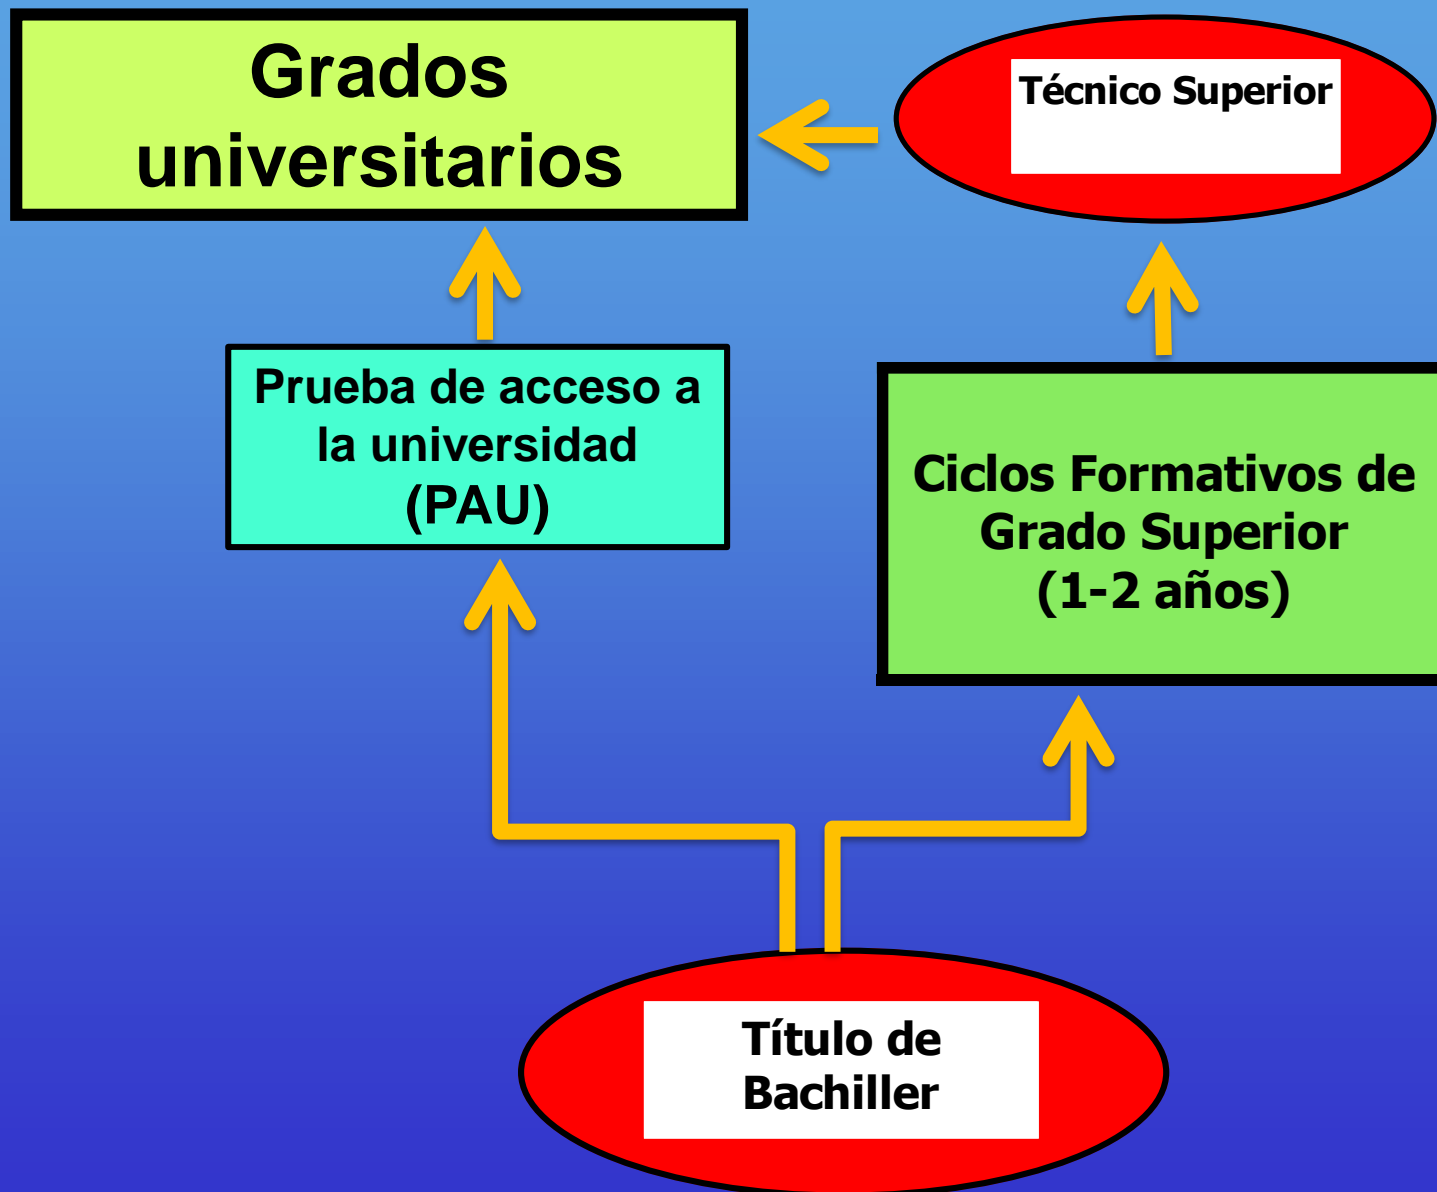 Grados
universitarios
Técnico Superior
Prueba de acceso a
la universidad
(PAU)
Ciclos Formativos de
Grado Superior
(1-2 años)
Título de
Bachiller